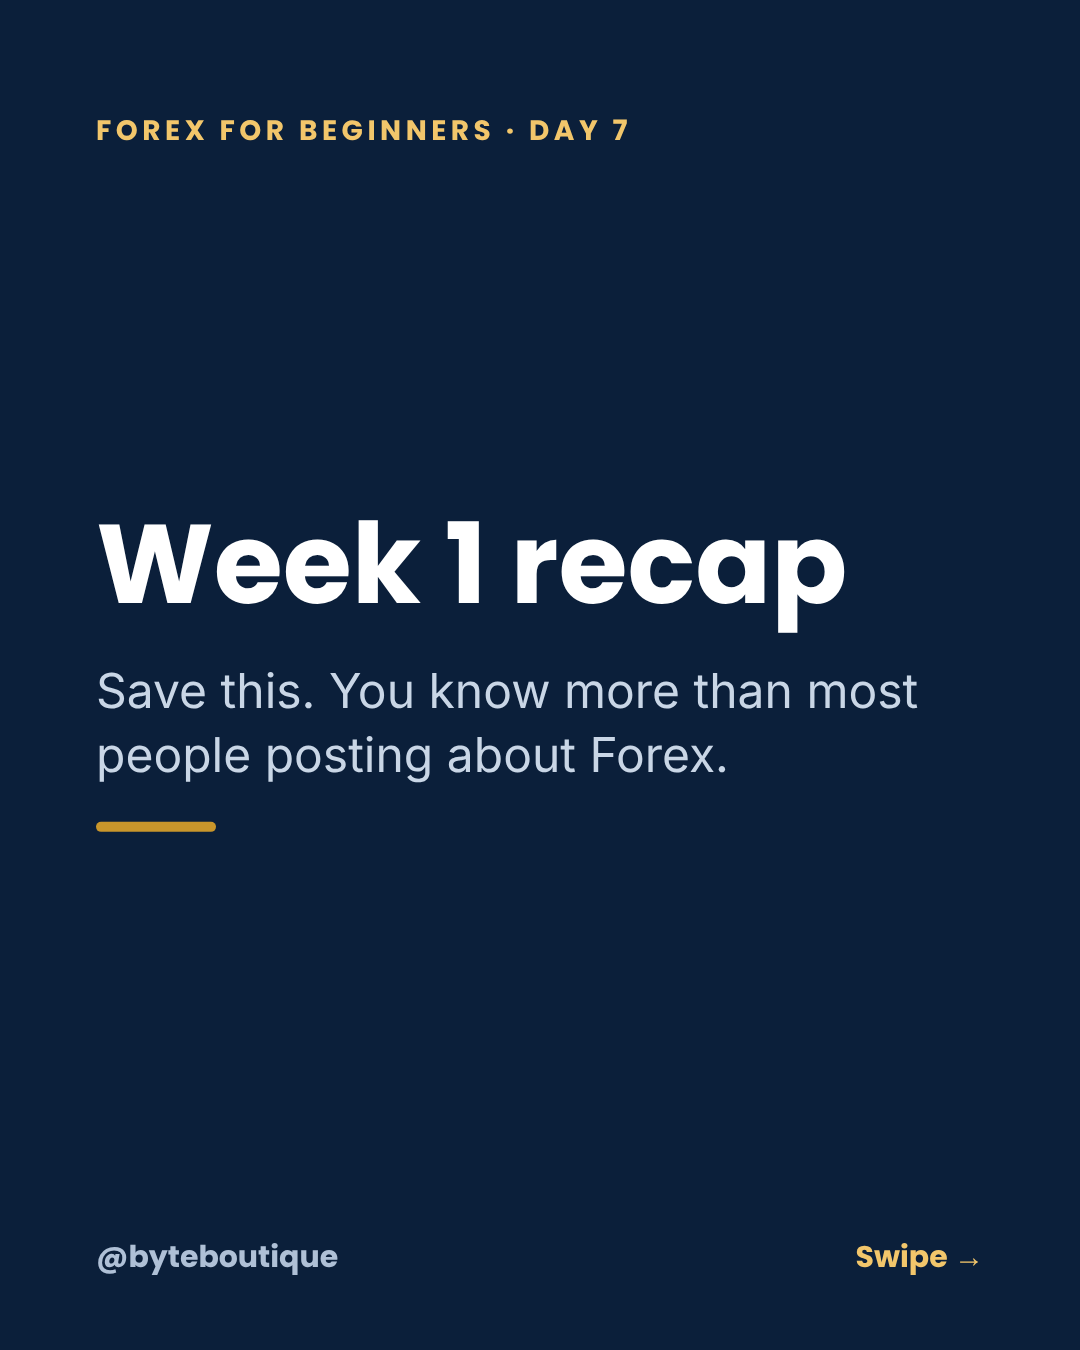 FOREX FOR BEGINNERS · DAY 7
Week 1 recap
Save this. You know more than most
people posting about Forex.
@byteboutique
Swipe →